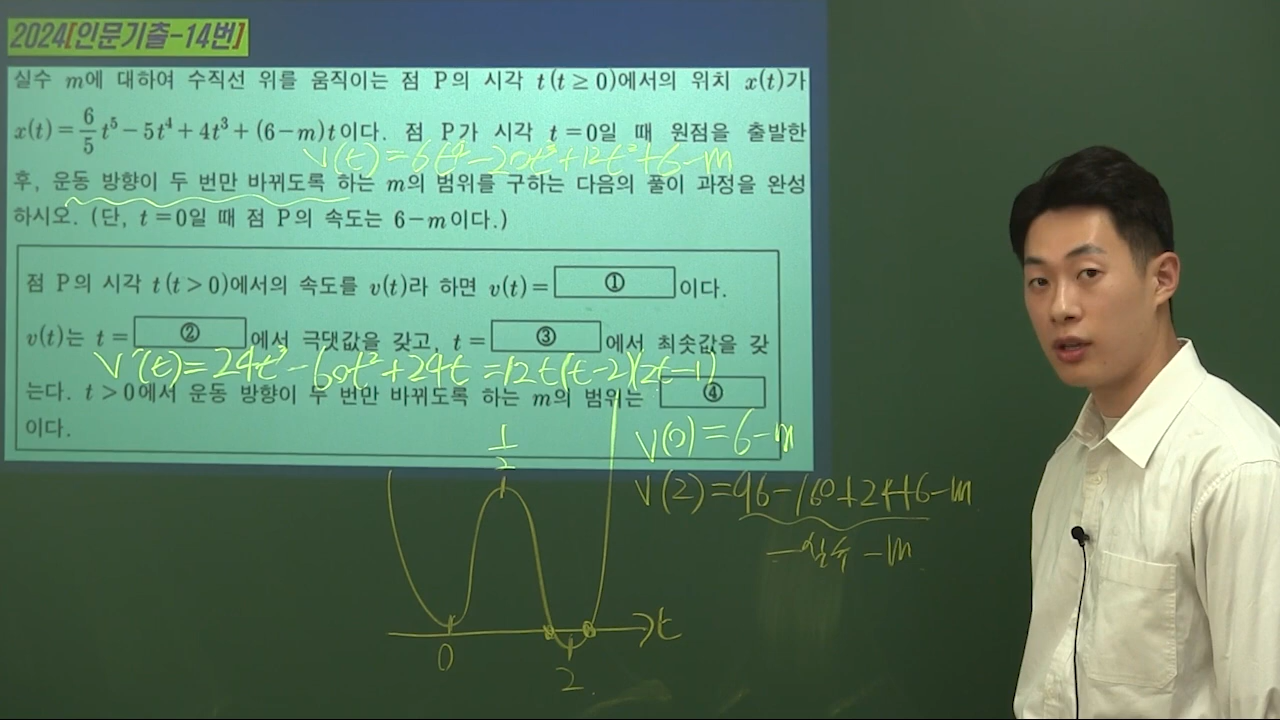 2024[인문기출-14번]
실수 m에 대하여 수직선 위를 움직이는 점 P의 시각 t(t≥0)에서의 위치 x(t)가
x(t)=6/5 t⁵-5t⁴+4t³+(6-m)t이다. 점 P가 시각 t=0일 때 원점을 출발한
V(t)=6t⁴-20t³+12t²+6-m
후, 운동 방향이 두 번만 바뀌도록 하는 m의 범위를 구하는 다음의 풀이 과정을 완성
하시오. (단, t=0일 때 점 P의 속도는 6-m이다.)
점 P의 시각 t(t>0)에서의 속도를 v(t)라 하면 v(t)= ① 이다.
v(t)는 t= ② 에서 극댓값을 갖고, t= ③ 에서 최솟값을 갖
V'(t)=24t³-60t²+24t=12t(t-2)(2t-1)
는다. t>0에서 운동 방향이 두 번만 바뀌도록 하는 m의 범위는 ④
이다.
V(0)=6-m
1/2
V(2)=96-160+24+6-m
-실수-m
t
0
2